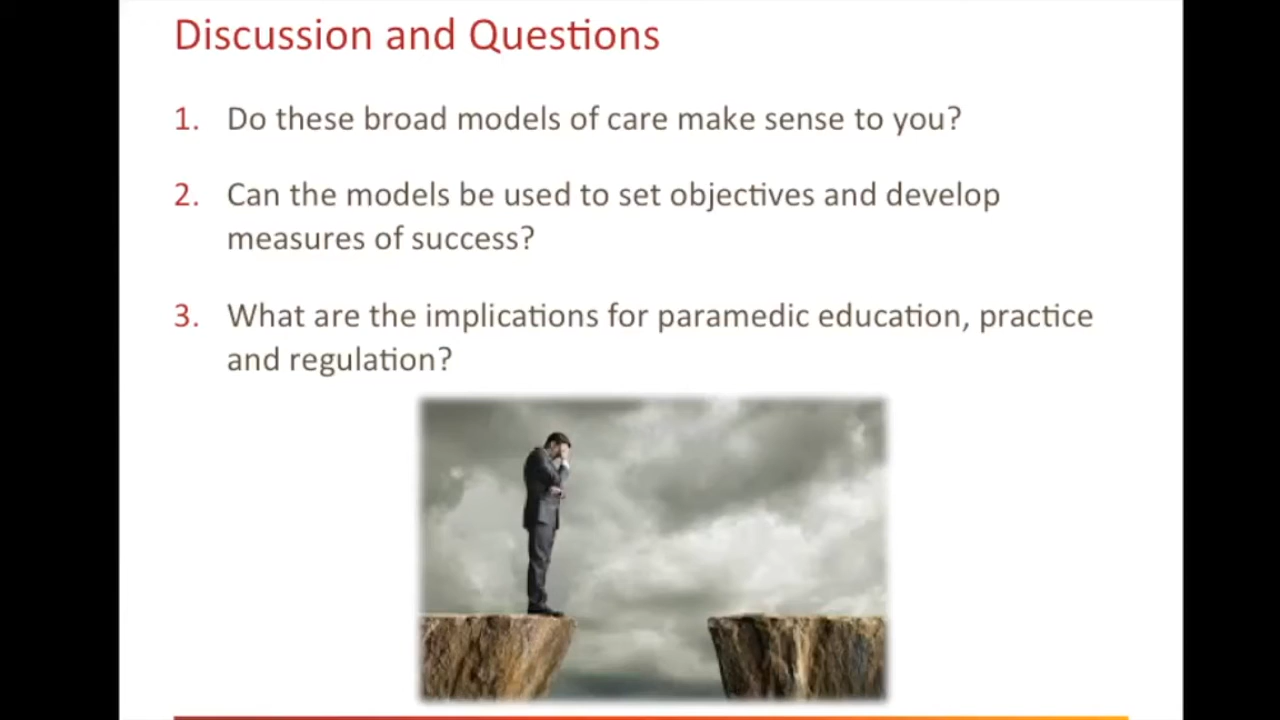 Discussion and Questions
1. Do these broad models of care make sense to you?
2. Can the models be used to set objectives and develop
measures of success?
3. What are the implications for paramedic education, practice
and regulation?